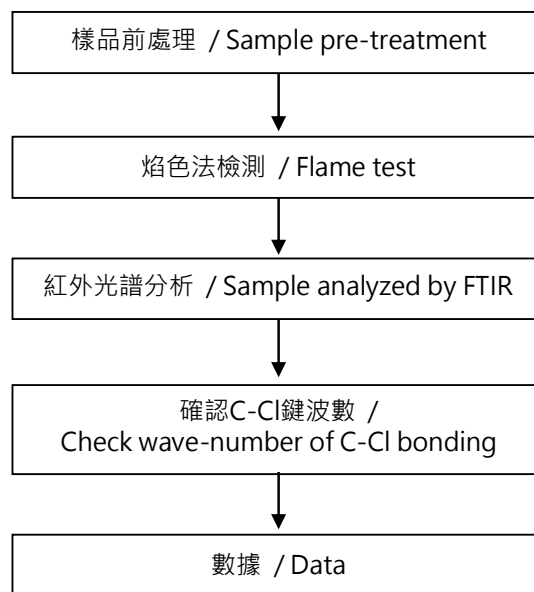 樣品前處理 / Sample pre-treatment
焰色法檢測 / Flame test
紅外光譜分析 / Sample analyzed by FTIR
確認C-Cl鍵波數 /
Check wave-number of C-Cl bonding
數據 / Data